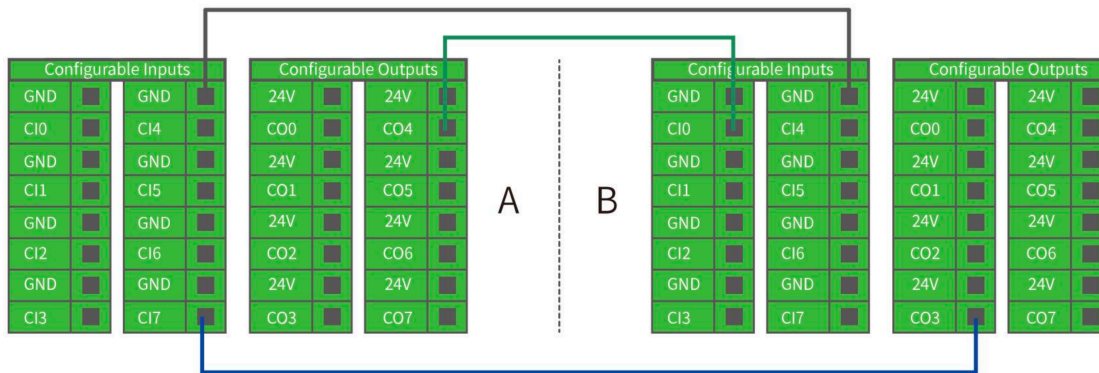 Configurable Inputs Configurable Outputs Configurable Inputs Configurable Outputs
GND GND 24V 24V GND GND 24V 24V
CI0 CI4 CO0 CO4 CI0 CI4 CO0 CO4
GND GND 24V 24V GND GND 24V 24V
CI1 CI5 CO1 CO5 A B CI1 CI5 CO1 CO5
GND GND 24V 24V GND GND 24V 24V
CI2 CI6 CO2 CO6 CI2 CI6 CO2 CO6
GND GND 24V 24V GND GND 24V 24V
CI3 CI7 CO3 CO7 CI3 CI7 CO3 CO7